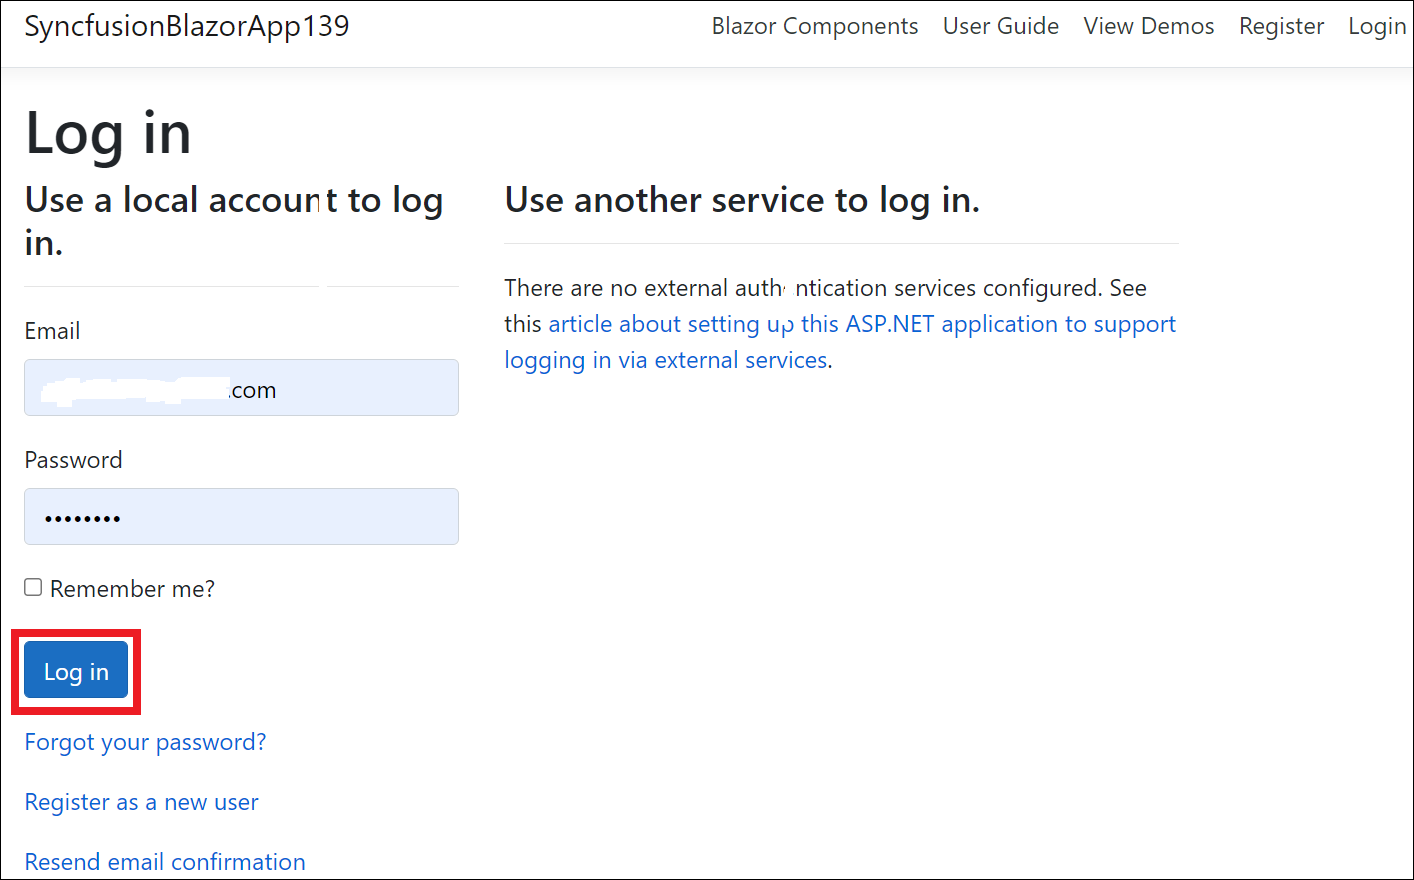 SyncfusionBlazorApp139
Blazor Components User Guide View Demos Register Login
Log in
Use a local account to log
in.
Email
.com
Password
••••••••
Remember me?
Log in
Forgot your password?
Register as a new user
Resend email confirmation
Use another service to log in.
There are no external auth ntication services configured. See
this article about setting up this ASP.NET application to support
logging in via external services.